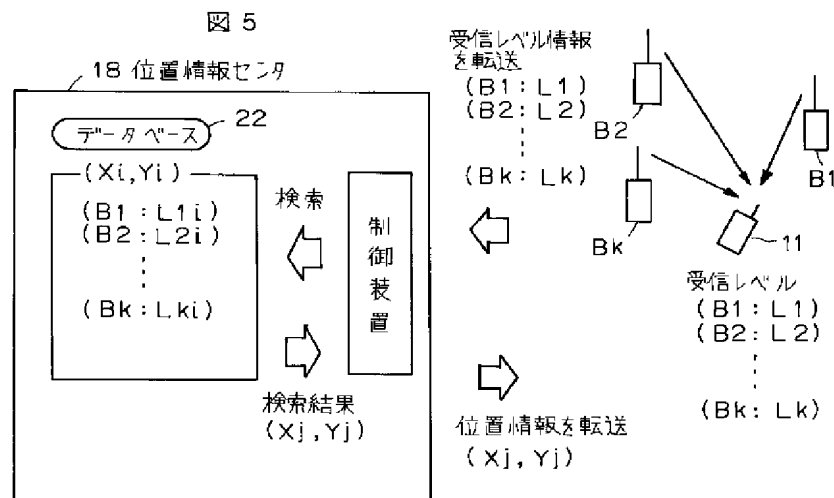 図 5
18 位置情報センタ
データベース
22
(Xi,Yi)
(B1:L1i)
(B2:L2i)
(Bk:Lki)
検索
制御装置
検索結果
(Xj,Yj)
受信レベル情報
を転送
(B1:L1)
(B2:L2)
(Bk:Lk)
位置情報を転送
(Xj,Yj)
B2
B1
Bk
11
受信レベル
(B1:L1)
(B2:L2)
(Bk:Lk)